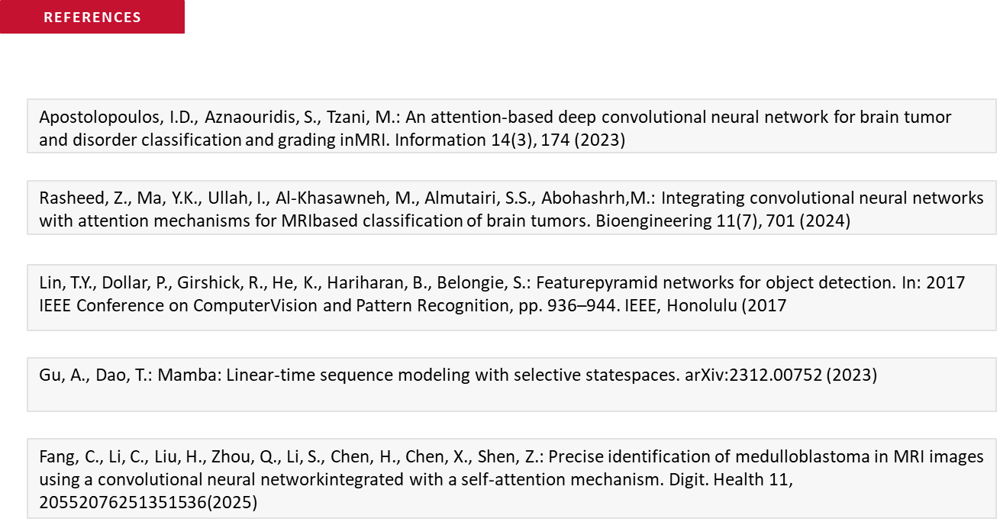 REFERENCES
Apostolopoulos, I.D., Aznaouridis, S., Tzani, M.: An attention-based deep convolutional neural network for brain tumor
and disorder classification and grading inMRI. Information 14(3), 174 (2023)
Rasheed, Z., Ma, Y.K., Ullah, I., Al-Khasawneh, M., Almutairi, S.S., Abohashrh,M.: Integrating convolutional neural networks
with attention mechanisms for MRIbased classification of brain tumors. Bioengineering 11(7), 701 (2024)
Lin, T.Y., Dollar, P., Girshick, R., He, K., Hariharan, B., Belongie, S.: Featurepyramid networks for object detection. In: 2017
IEEE Conference on ComputerVision and Pattern Recognition, pp. 936–944. IEEE, Honolulu (2017
Gu, A., Dao, T.: Mamba: Linear-time sequence modeling with selective statespaces. arXiv:2312.00752 (2023)
Fang, C., Li, C., Liu, H., Zhou, Q., Li, S., Chen, H., Chen, X., Shen, Z.: Precise identification of medulloblastoma in MRI images
using a convolutional neural networkintegrated with a self-attention mechanism. Digit. Health 11,
20552076251351536(2025)